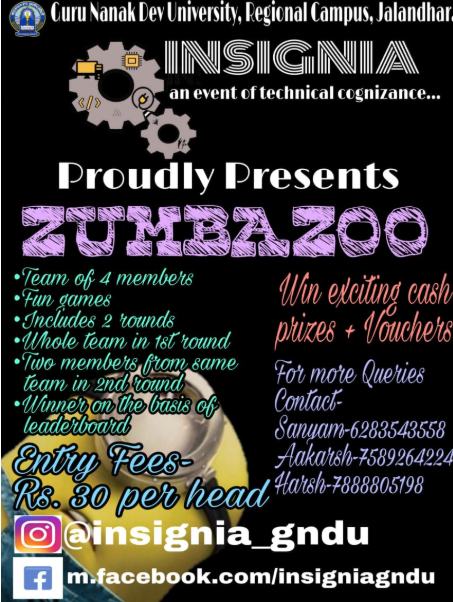 Guru Nanak Dev University, Regional Campus, Jalandhar.
INSIGNIA
an event of technical cognizance...
Proudly Presents
ZUMBAZOO
•Team of 4 members
•Fun games
•Includes 2 rounds
•Whole team in 1st round
•Two members from same
team in 2nd round
•Winner on the basis of
leaderboard
Entry Fees-
Rs. 30 per head
Win exciting cash
prizes + Vouchers
For more Queries
Contact-
Sanyam-6283543558
Aakarsh-7589264224
Harsh-7888805198
@insignia_gndu
m.facebook.com/insigniagndu